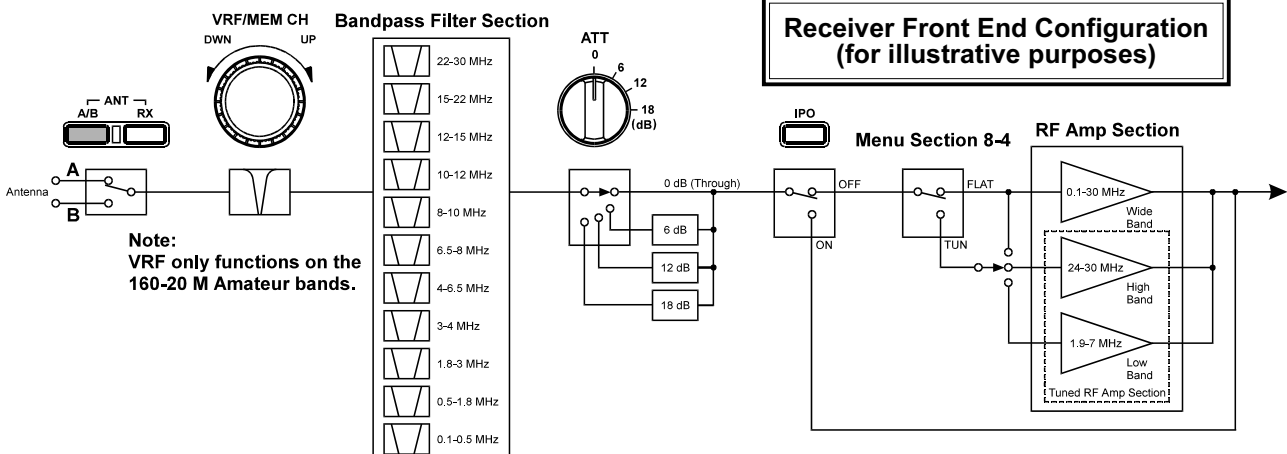 Receiver Front End Configuration
(for illustrative purposes)
VRF/MEM CH
DWN UP
Bandpass Filter Section
22-30 MHz
15-22 MHz
12-15 MHz
10-12 MHz
8-10 MHz
6.5-8 MHz
4-6.5 MHz
3-4 MHz
1.8-3 MHz
0.5-1.8 MHz
0.1-0.5 MHz
ANT
A/B RX
Antenna
A
B
Note:
VRF only functions on the
160-20 M Amateur bands.
ATT
0
6
12
18
(dB)
0 dB (Through)
6 dB
12 dB
18 dB
IPO
OFF
ON
Menu Section 8-4
FLAT
TUN
RF Amp Section
0.1-30 MHz
Wide
Band
24-30 MHz
High
Band
1.9-7 MHz
Low
Band
Tuned RF Amp Section